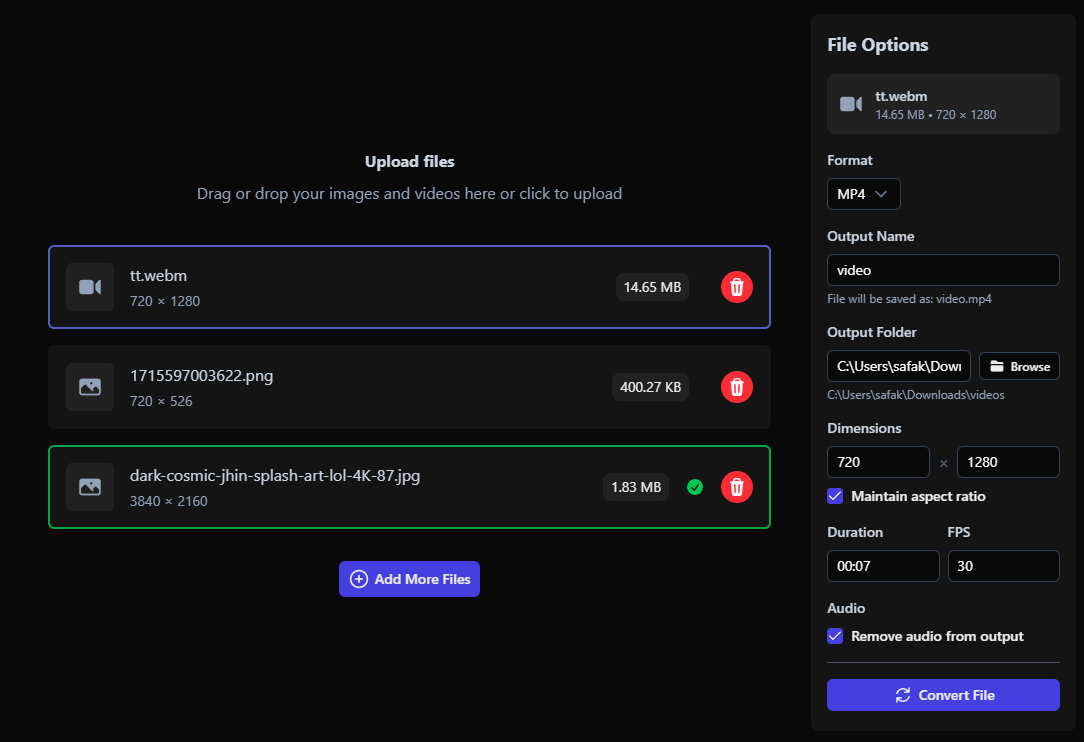 Upload files
Drag or drop your images and videos here or click to upload
tt.webm
720 × 1280
14.65 MB
1715597003622.png
720 × 526
400.27 KB
dark-cosmic-jhin-splash-art-lol-4K-87.jpg
3840 × 2160
1.83 MB
Add More Files
File Options
tt.webm
14.65 MB • 720 × 1280
Format
MP4
Output Name
video
File will be saved as: video.mp4
Output Folder
C:\Users\safak\Down
Browse
C:\Users\safak\Downloads\videos
Dimensions
720 × 1280
Maintain aspect ratio
Duration FPS
00:07 30
Audio
Remove audio from output
Convert File